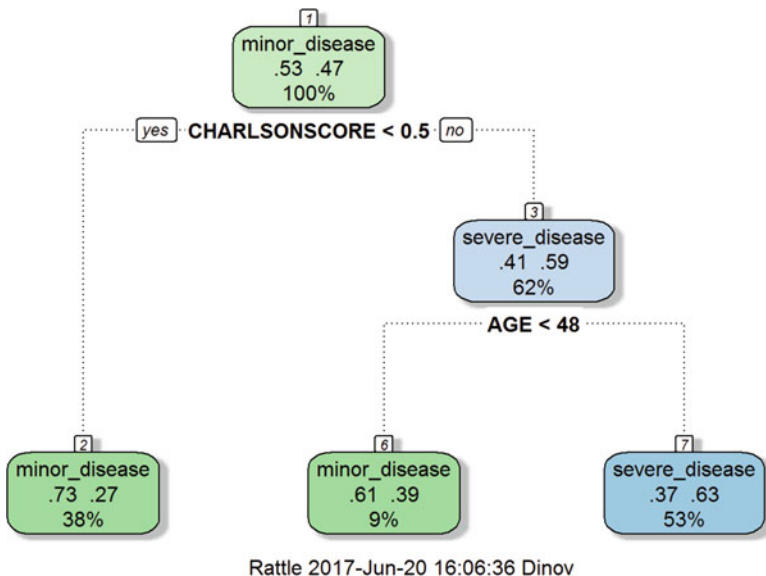 1
minor_disease
.53 .47
100%
yes CHARLSONSCORE < 0.5 no
3
severe_disease
.41 .59
62%
AGE < 48
2
minor_disease
.73 .27
38%
6
minor_disease
.61 .39
9%
7
severe_disease
.37 .63
53%
Rattle 2017-Jun-20 16:06:36 Dinov